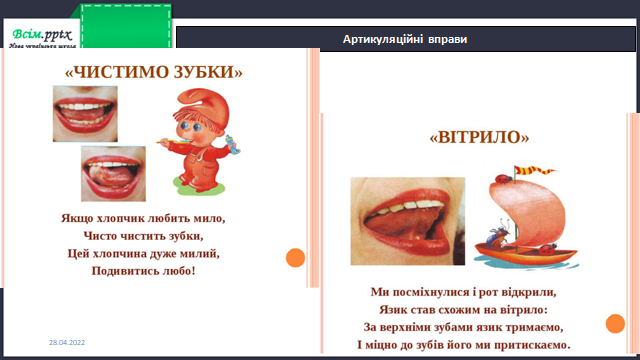 Всім.pptx
Нова українська школа
Артикуляційні вправи
«ЧИСТИМО ЗУБКИ»
Якщо хлопчик любить мило,
Чисто чистить зубки,
Цей хлопчина дуже милий,
Подивитись любо!
«ВІТРИЛО»
Ми посміхнулися і рот відкрили,
Язик став схожим на вітрило:
За верхніми зубами язик тримаємо,
І міцно до зубів його ми притискаємо.
28.04.2022